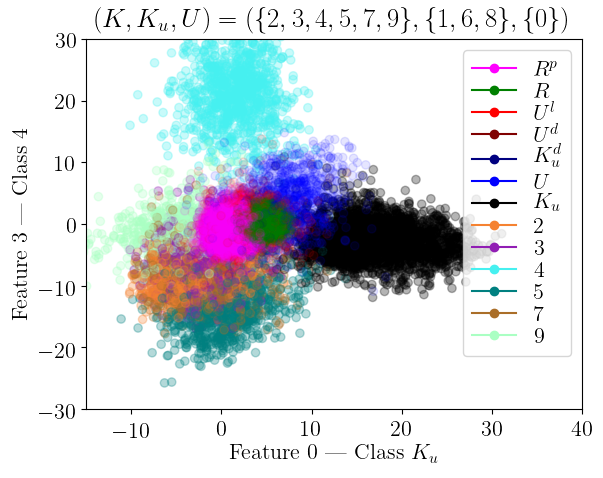 (K, K_u, U) = ({2, 3, 4, 5, 7, 9}, {1, 6, 8}, {0})
30
20
10
0
−10
−20
−30
Feature 3 — Class 4
R^p
R
U^l
U^d
K_u^d
U
K_u
2
3
4
5
7
9
−10
0
10
20
30
40
Feature 0 — Class K_u